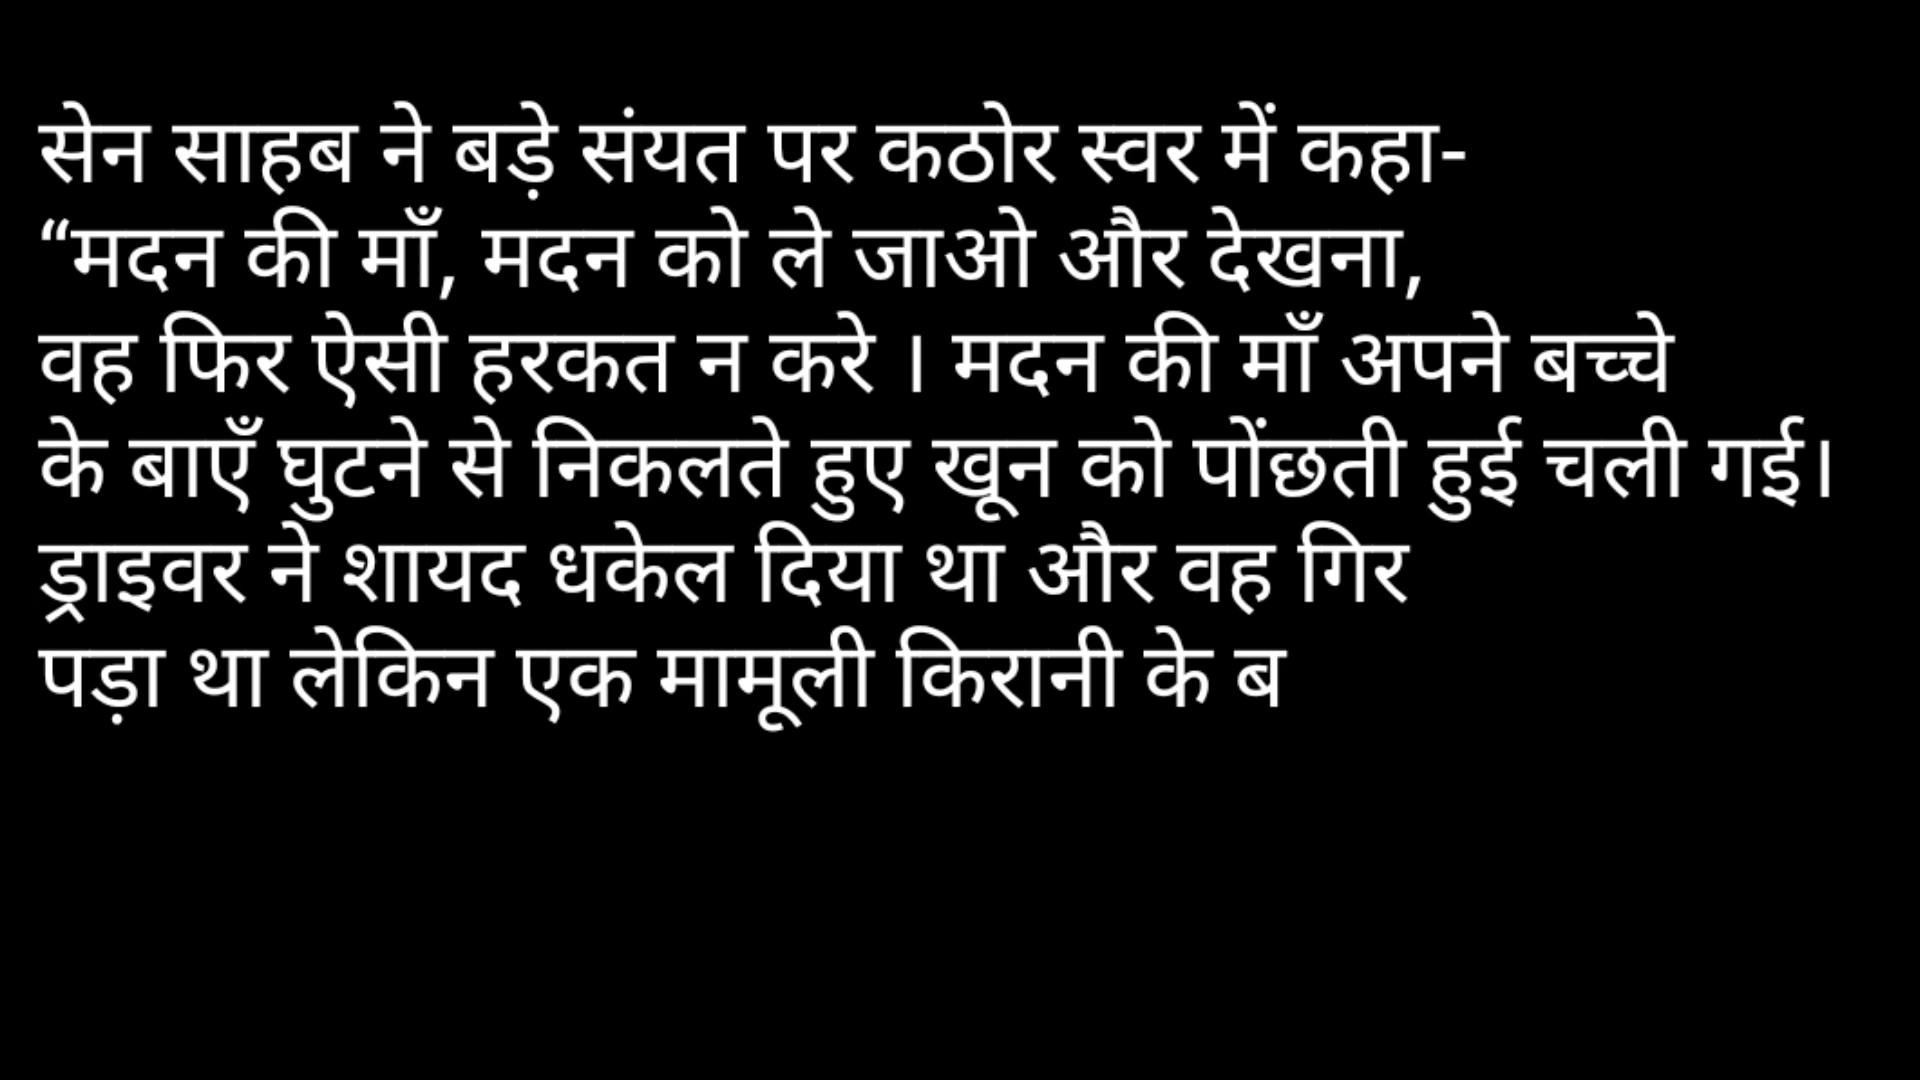 सेन साहब ने बड़े संयत पर कठोर स्वर में कहा-
“मदन की माँ, मदन को ले जाओ और देखना,
वह फिर ऐसी हरकत न करे । मदन की माँ अपने बच्चे
के बाएँ घुटने से निकलते हुए खून को पोंछती हुई चली गई।
ड्राइवर ने शायद धकेल दिया था और वह गिर
पड़ा था लेकिन एक मामूली किरानी के ब